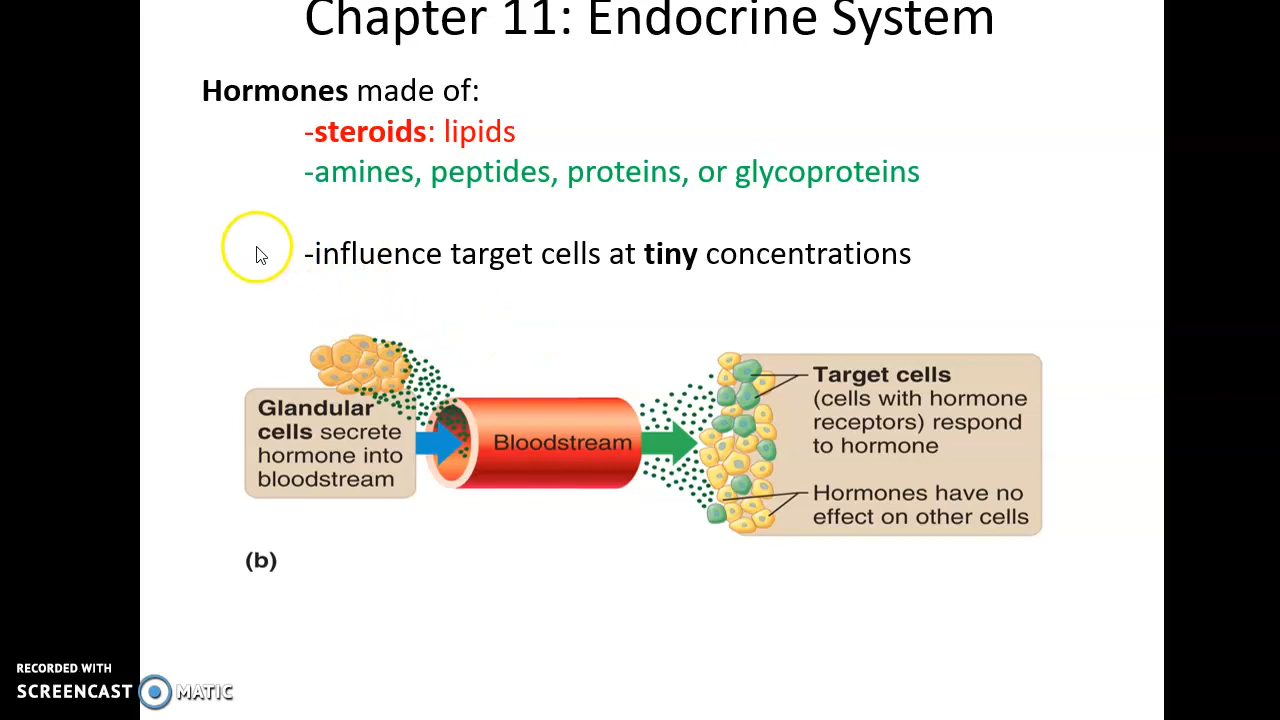 Chapter 11: Endocrine System
Hormones made of:
-steroids: lipids
-amines, peptides, proteins, or glycoproteins
-influence target cells at tiny concentrations
Glandular
cells secrete
hormone into
bloodstream
Bloodstream
Target cells
(cells with hormone
receptors) respond
to hormone
Hormones have no
effect on other cells
(b)
RECORDED WITH
SCREENCAST MATIC